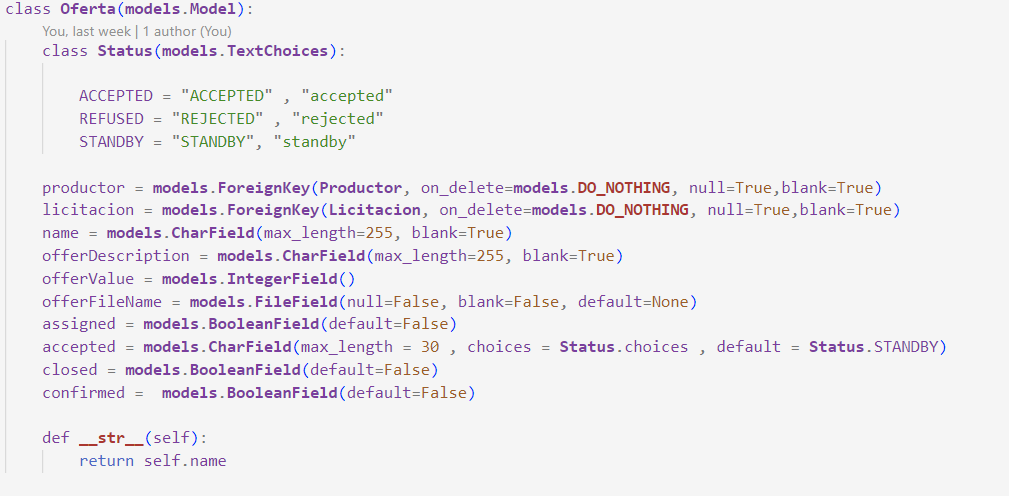 class Oferta(models.Model):
You, last week | 1 author (You)
class Status(models.TextChoices):
ACCEPTED = "ACCEPTED" , "accepted"
REFUSED = "REJECTED" , "rejected"
STANDBY = "STANDBY", "standby"
productor = models.ForeignKey(Productor, on_delete=models.DO_NOTHING, null=True,blank=True)
licitacion = models.ForeignKey(Licitacion, on_delete=models.DO_NOTHING, null=True,blank=True)
name = models.CharField(max_length=255, blank=True)
offerDescription = models.CharField(max_length=255, blank=True)
offerValue = models.IntegerField()
offerFileName = models.FileField(null=False, blank=False, default=None)
assigned = models.BooleanField(default=False)
accepted = models.CharField(max_length = 30 , choices = Status.choices , default = Status.STANDBY)
closed = models.BooleanField(default=False)
confirmed =  models.BooleanField(default=False)
def __str__(self):
return self.name